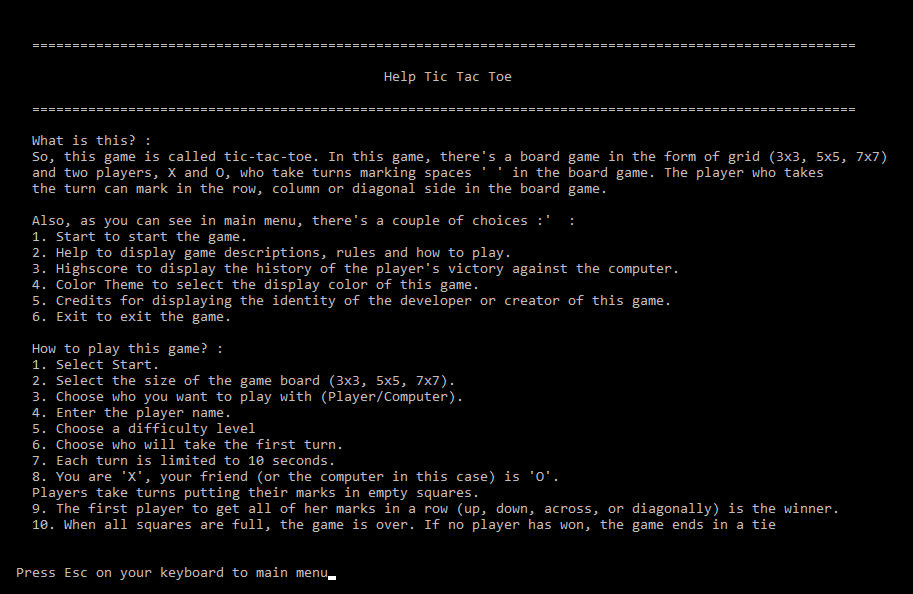 =======================================================================================================
Help Tic Tac Toe
=======================================================================================================
What is this? :
So, this game is called tic-tac-toe. In this game, there's a board game in the form of grid (3x3, 5x5, 7x7)
and two players, X and O, who take turns marking spaces ' ' in the board game. The player who takes
the turn can mark in the row, column or diagonal side in the board game.
Also, as you can see in main menu, there's a couple of choices :'  :
1. Start to start the game.
2. Help to display game descriptions, rules and how to play.
3. Highscore to display the history of the player's victory against the computer.
4. Color Theme to select the display color of this game.
5. Credits for displaying the identity of the developer or creator of this game.
6. Exit to exit the game.
How to play this game? :
1. Select Start.
2. Select the size of the game board (3x3, 5x5, 7x7).
3. Choose who you want to play with (Player/Computer).
4. Enter the player name.
5. Choose a difficulty level
6. Choose who will take the first turn.
7. Each turn is limited to 10 seconds.
8. You are 'X', your friend (or the computer in this case) is 'O'.
Players take turns putting their marks in empty squares.
9. The first player to get all of her marks in a row (up, down, across, or diagonally) is the winner.
10. When all squares are full, the game is over. If no player has won, the game ends in a tie
Press Esc on your keyboard to main menu